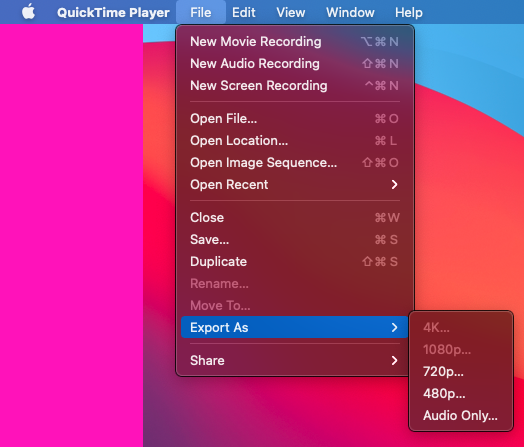 QuickTime Player File Edit View Window Help
New Movie Recording ⌥⌘N
New Audio Recording ⇧⌘N
New Screen Recording ^⌘N
Open File... ⌘O
Open Location... ⌘L
Open Image Sequence... ⇧⌘O
Open Recent >
Close ⌘W
Save... ⌘S
Duplicate ⇧⌘S
Rename...
Move To...
Export As >
Share >
4K...
1080p...
720p...
480p...
Audio Only...